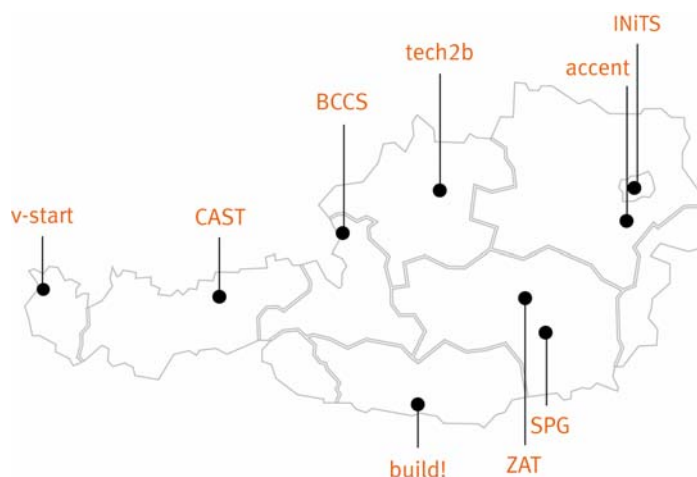 INiTS
tech2b
accent
BCCS
v-start
CAST
SPG
build!
ZAT